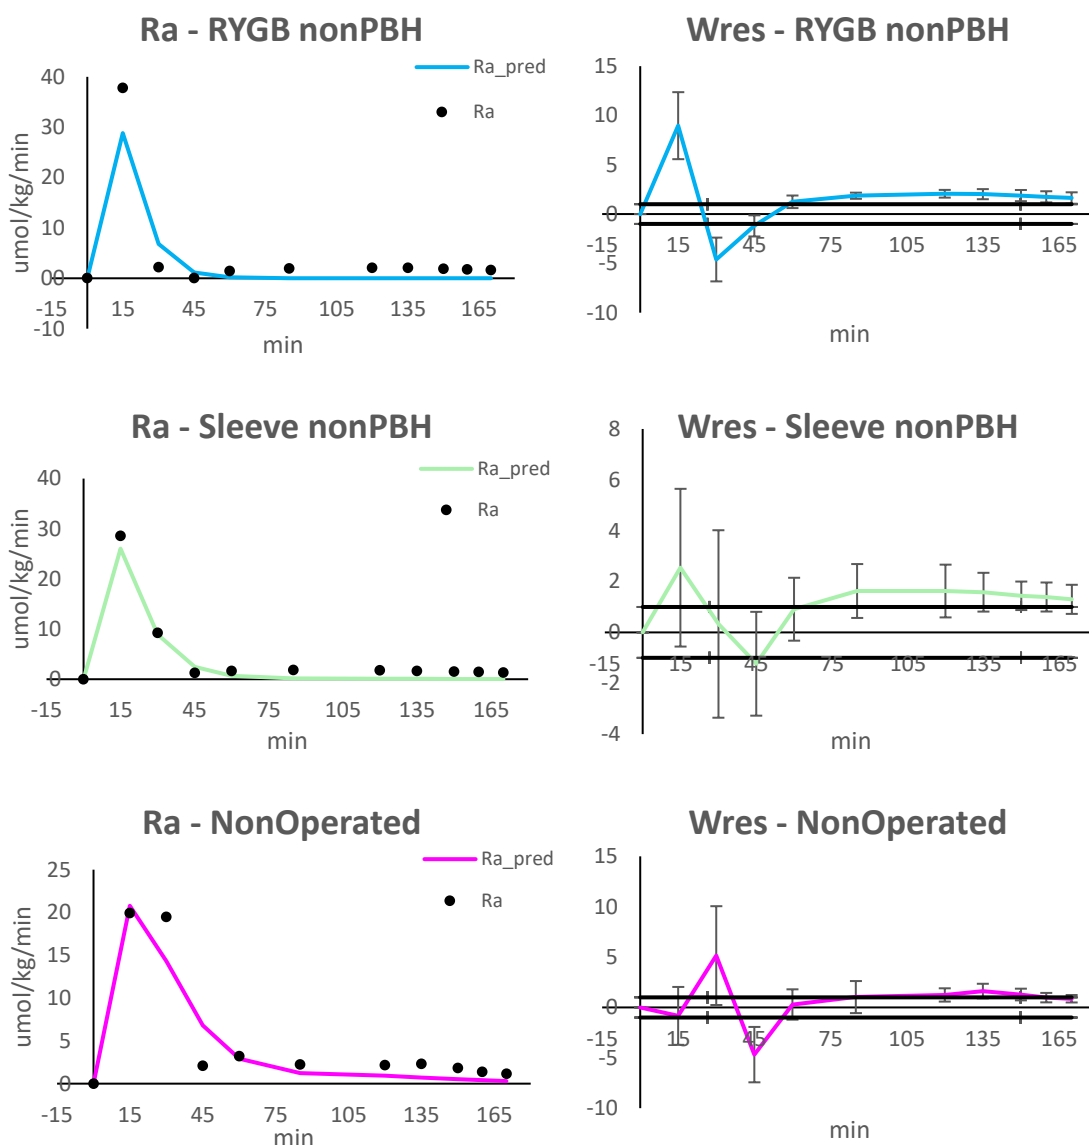 Ra - RYGB nonPBH
Ra_pred
Ra
umol/kg/min
40
30
20
10
0
-10
-15 15 45 75 105 135 165
min
Wres - RYGB nonPBH
15
10
5
0
-5
-10
-15 15 45 75 105 135 165
min
Ra - Sleeve nonPBH
Ra_pred
Ra
umol/kg/min
40
30
20
10
0
-15 15 45 75 105 135 165
min
Wres - Sleeve nonPBH
8
6
4
2
0
-2
-4
-15 15 45 75 105 135 165
min
Ra - NonOperated
Ra_pred
Ra
umol/kg/min
25
20
15
10
5
0
-15 15 45 75 105 135 165
min
Wres - NonOperated
15
10
5
0
-5
-10
-15 15 45 75 105 135 165
min